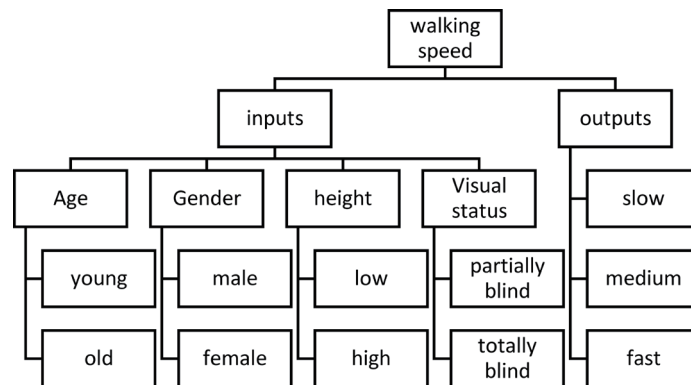 walking
speed
inputs
outputs
Age
Gender
height
Visual
status
slow
young
male
low
partially
blind
medium
old
female
high
totally
blind
fast